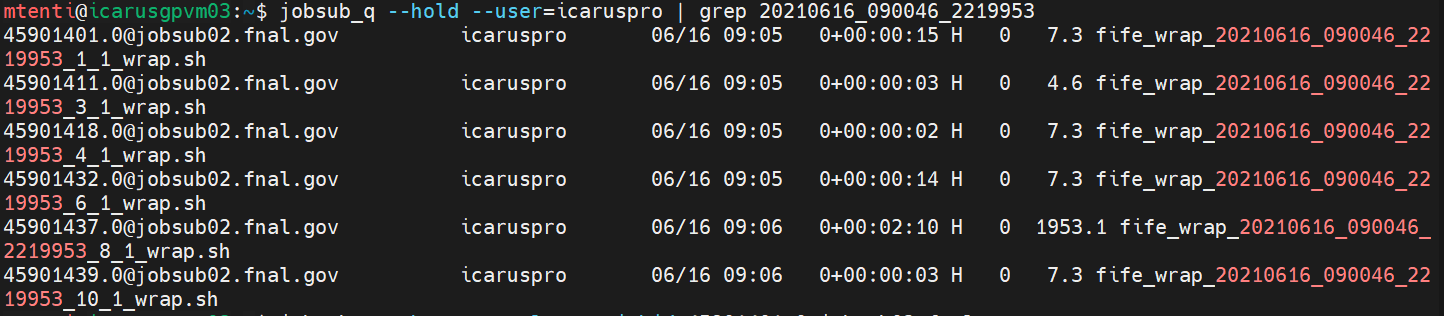 mtenti@icarusgpvm03:~$ jobsub_q --hold --user=icaruspro | grep 20210616_090046_2219953
45901401.0@jobsub02.fnal.gov          icaruspro       06/16 09:05   0+00:00:15 H   0   7.3 fife_wrap_20210616_090046_22
19953_1_1_wrap.sh
45901411.0@jobsub02.fnal.gov          icaruspro       06/16 09:05   0+00:00:03 H   0   4.6 fife_wrap_20210616_090046_22
19953_3_1_wrap.sh
45901418.0@jobsub02.fnal.gov          icaruspro       06/16 09:05   0+00:00:02 H   0   7.3 fife_wrap_20210616_090046_22
19953_4_1_wrap.sh
45901432.0@jobsub02.fnal.gov          icaruspro       06/16 09:05   0+00:00:14 H   0   7.3 fife_wrap_20210616_090046_22
19953_6_1_wrap.sh
45901437.0@jobsub02.fnal.gov          icaruspro       06/16 09:06   0+00:02:10 H   0  1953.1 fife_wrap_20210616_090046_
2219953_8_1_wrap.sh
45901439.0@jobsub02.fnal.gov          icaruspro       06/16 09:06   0+00:00:03 H   0   7.3 fife_wrap_20210616_090046_22
19953_10_1_wrap.sh